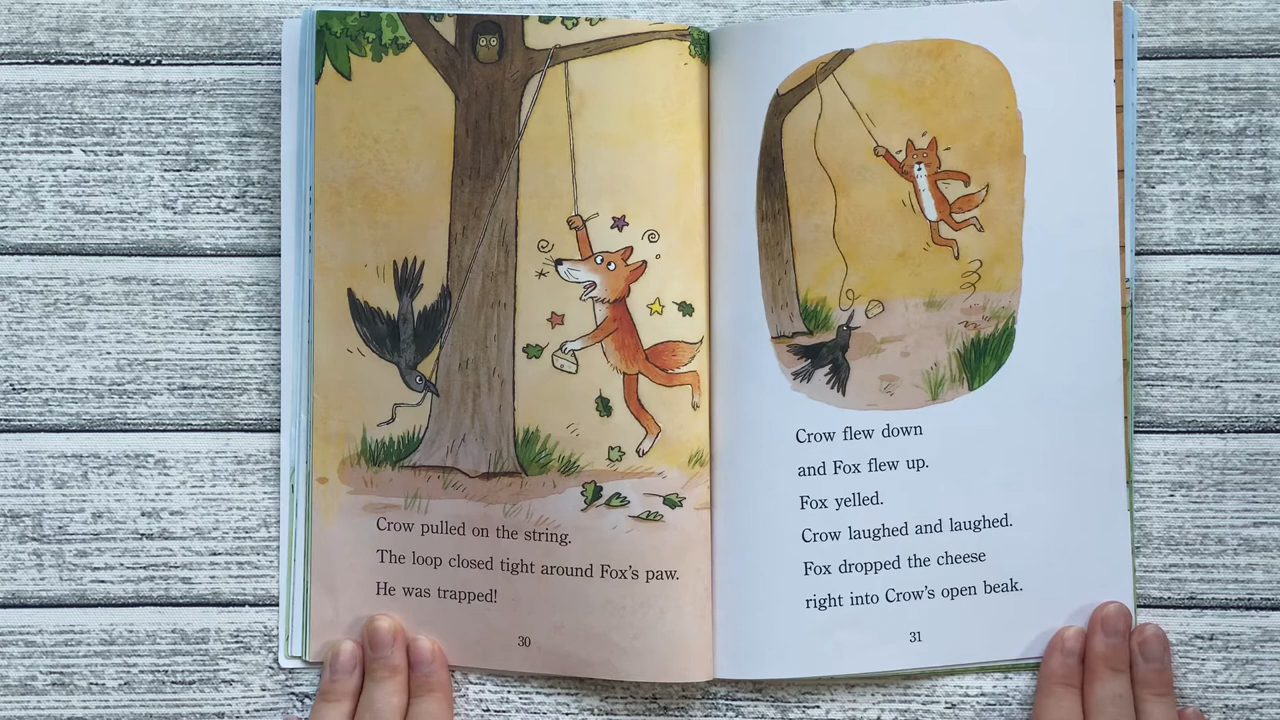 Crow pulled on the string.
The loop closed tight around Fox's paw.
He was trapped!
30
Crow flew down
and Fox flew up.
Fox yelled.
Crow laughed and laughed.
Fox dropped the cheese
right into Crow's open beak.
31